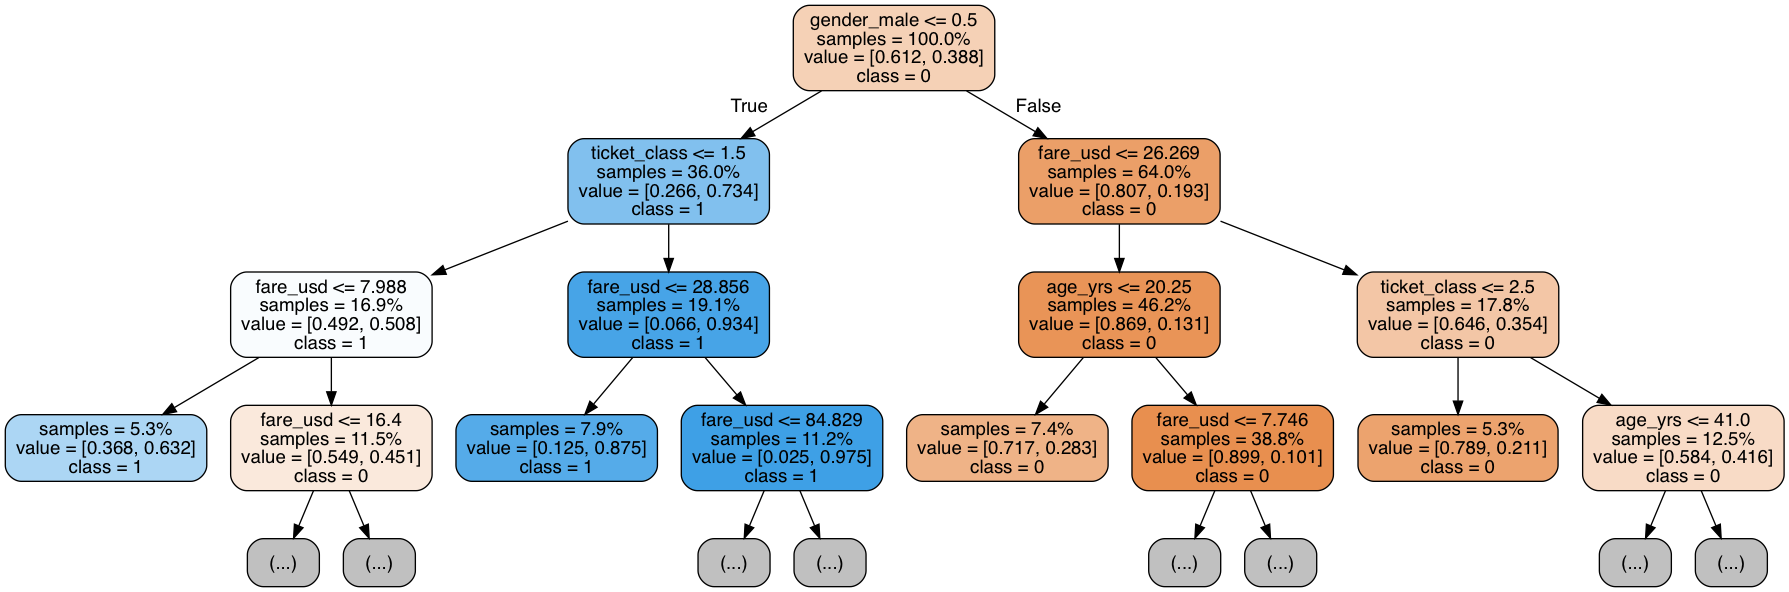 gender_male <= 0.5
samples = 100.0%
value = [0.612, 0.388]
class = 0
True
False
ticket_class <= 1.5
samples = 36.0%
value = [0.266, 0.734]
class = 1
fare_usd <= 26.269
samples = 64.0%
value = [0.807, 0.193]
class = 0
fare_usd <= 7.988
samples = 16.9%
value = [0.492, 0.508]
class = 1
fare_usd <= 28.856
samples = 19.1%
value = [0.066, 0.934]
class = 1
age_yrs <= 20.25
samples = 46.2%
value = [0.869, 0.131]
class = 0
ticket_class <= 2.5
samples = 17.8%
value = [0.646, 0.354]
class = 0
samples = 5.3%
value = [0.368, 0.632]
class = 1
fare_usd <= 16.4
samples = 11.5%
value = [0.549, 0.451]
class = 0
samples = 7.9%
value = [0.125, 0.875]
class = 1
fare_usd <= 84.829
samples = 11.2%
value = [0.025, 0.975]
class = 1
samples = 7.4%
value = [0.717, 0.283]
class = 0
fare_usd <= 7.746
samples = 38.8%
value = [0.899, 0.101]
class = 0
samples = 5.3%
value = [0.789, 0.211]
class = 0
age_yrs <= 41.0
samples = 12.5%
value = [0.584, 0.416]
class = 0
(...)
(...)
(...)
(...)
(...)
(...)
(...)
(...)